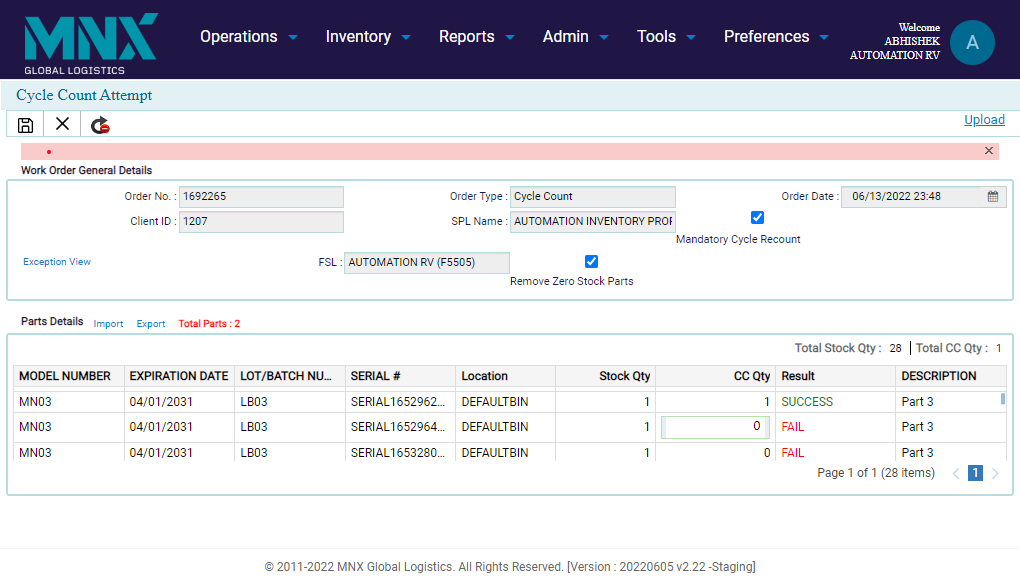 MNX
GLOBAL LOGISTICS
Operations Inventory Reports Admin Tools Preferences
Welcome
ABHISHEK
AUTOMATION RV
A
Cycle Count Attempt
Upload
Work Order General Details
Order No. : 1692265 Order Type : Cycle Count Order Date : 06/13/2022 23:48
Client ID : 1207 SPL Name : AUTOMATION INVENTORY PROF
Mandatory Cycle Recount
Exception View FSL : AUTOMATION RV (F5505)
Remove Zero Stock Parts
Parts Details Import Export Total Parts : 2
Total Stock Qty : 28 Total CC Qty : 1
MODEL NUMBER EXPIRATION DATE LOT/BATCH NU... SERIAL # Location Stock Qty CC Qty Result DESCRIPTION
MN03 04/01/2031 LB03 SERIAL1652962... DEFAULTBIN 1 1 SUCCESS Part 3
MN03 04/01/2031 LB03 SERIAL1652964... DEFAULTBIN 1 0 FAIL Part 3
MN03 04/01/2031 LB03 SERIAL1653280... DEFAULTBIN 1 0 FAIL Part 3
Page 1 of 1 (28 items) 1
© 2011-2022 MNX Global Logistics. All Rights Reserved. [Version : 20220605 v2.22 -Staging]